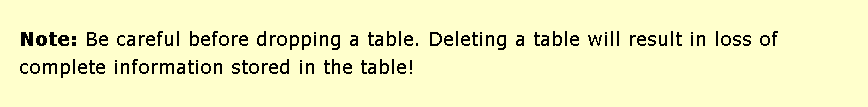 Note: Be careful before dropping a table. Deleting a table will result in loss of
complete information stored in the table!